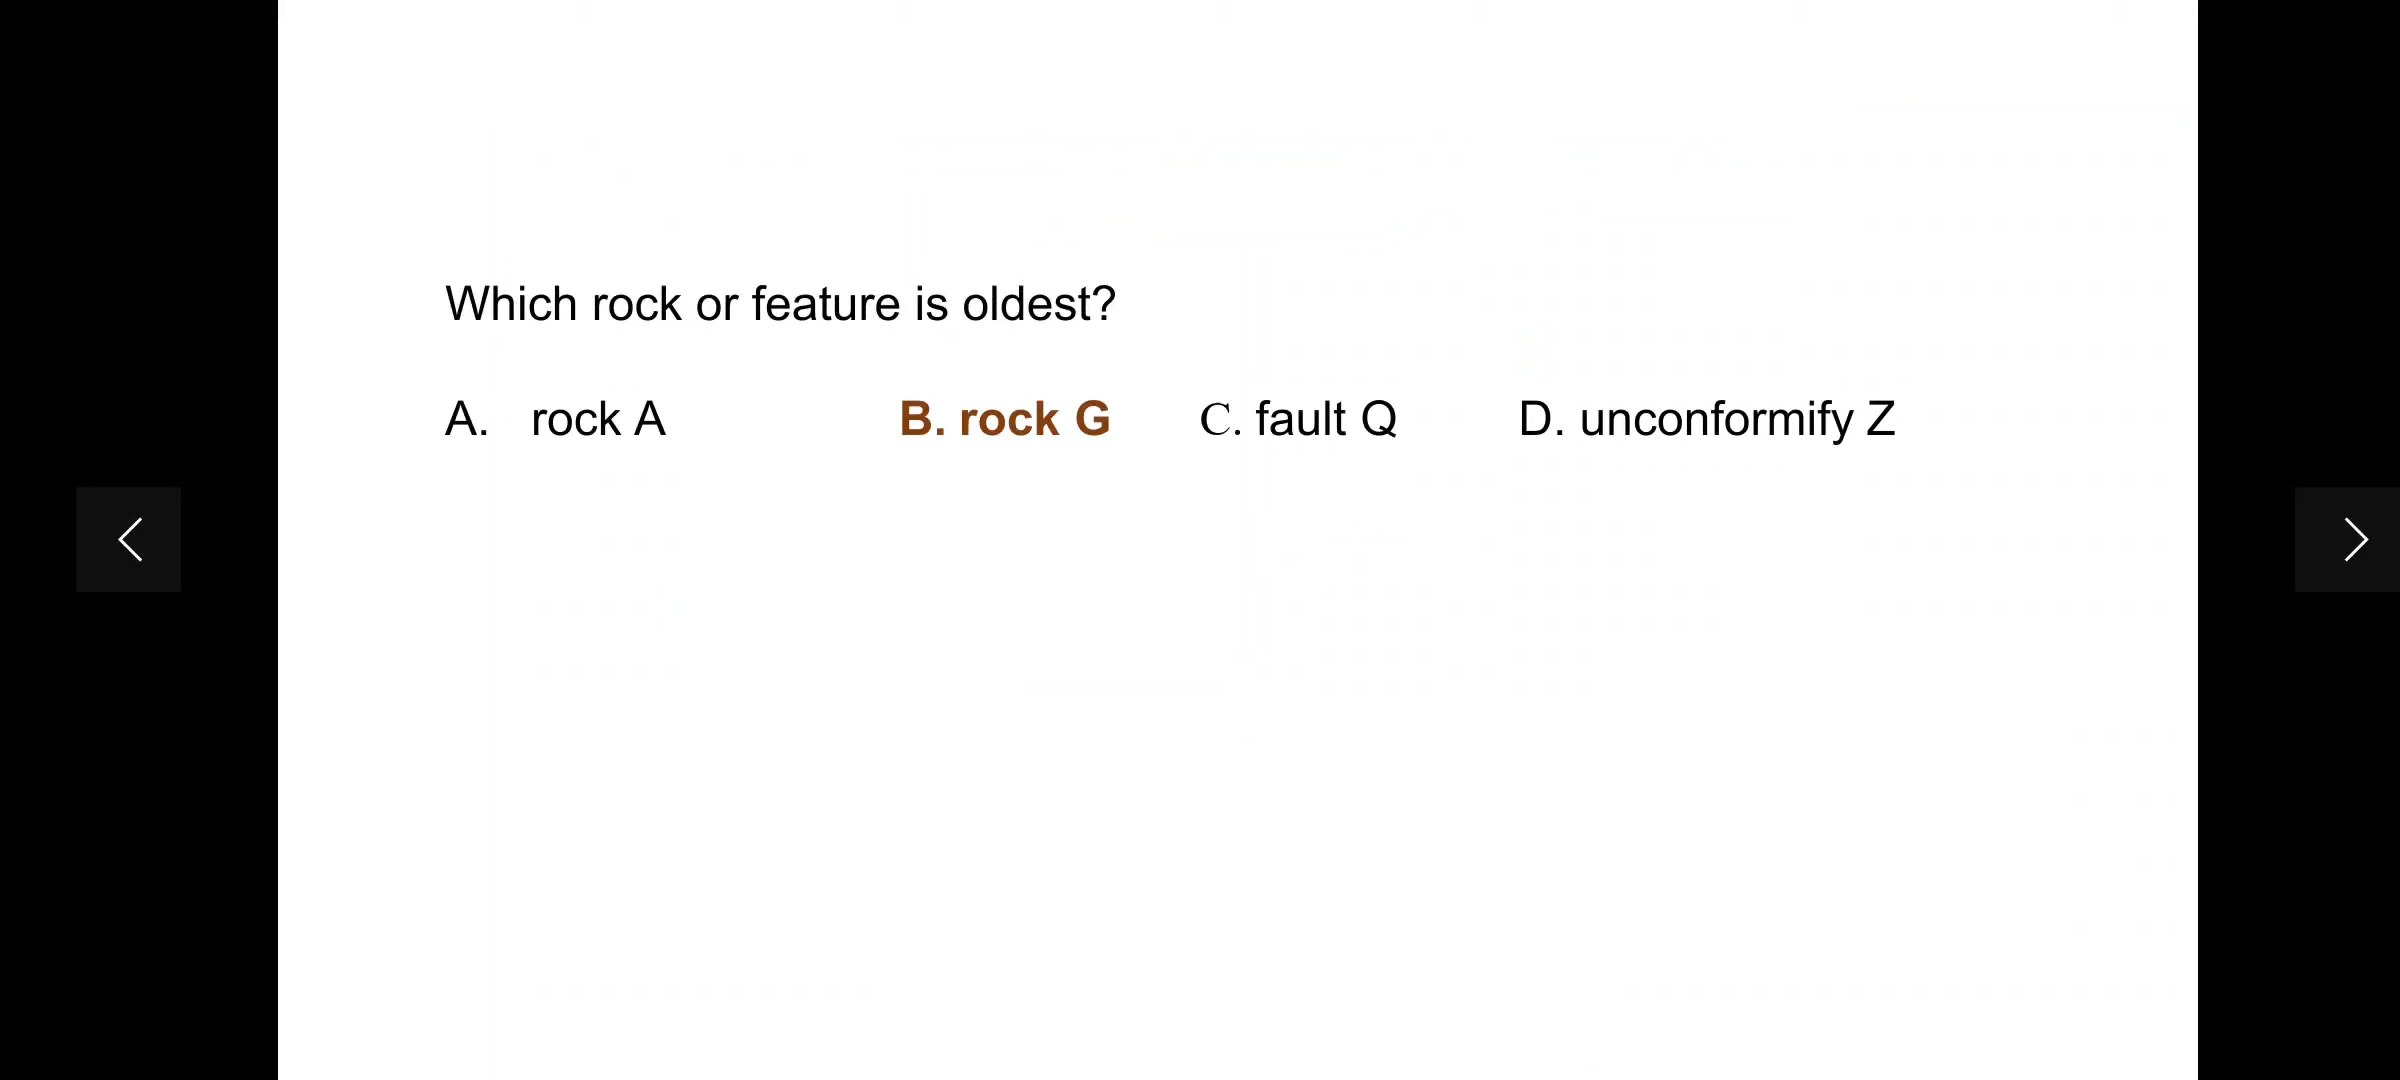 Which rock or feature is oldest?
A. rock A B. rock G C. fault Q D. unconformify Z